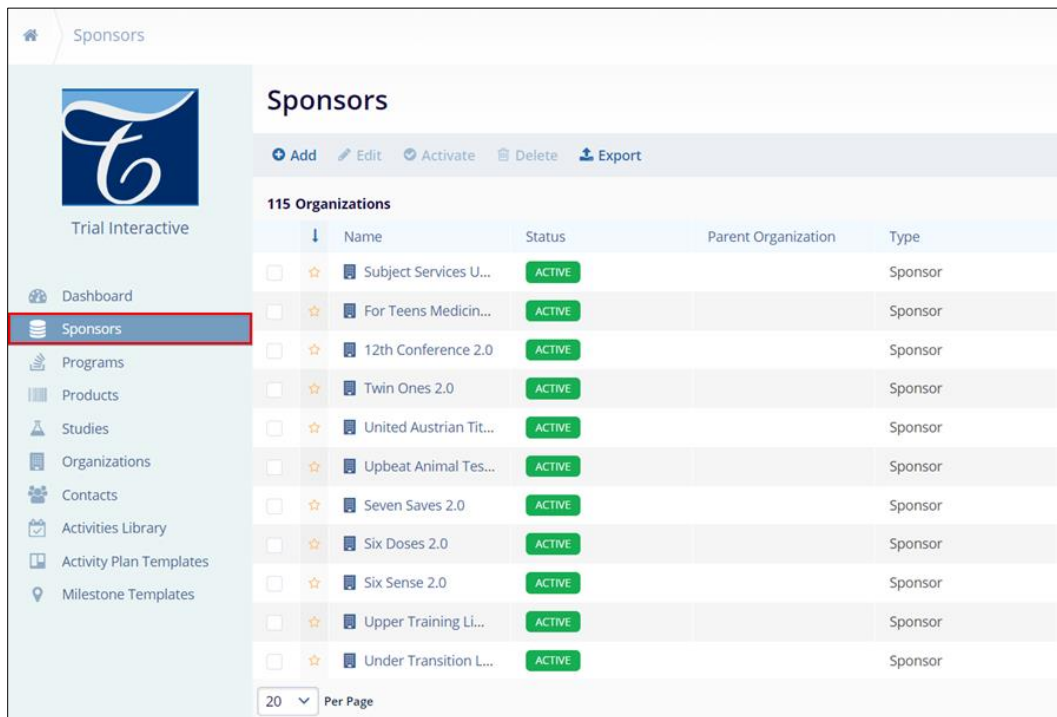 Sponsors
Trial Interactive
Dashboard
Sponsors
Programs
Products
Studies
Organizations
Contacts
Activities Library
Activity Plan Templates
Milestone Templates
Sponsors
Add Edit Activate Delete Export
115 Organizations
Name Status Parent Organization Type
Subject Services U... ACTIVE Sponsor
For Teens Medicin... ACTIVE Sponsor
12th Conference 2.0 ACTIVE Sponsor
Twin Ones 2.0 ACTIVE Sponsor
United Austrian Tit... ACTIVE Sponsor
Upbeat Animal Tes... ACTIVE Sponsor
Seven Saves 2.0 ACTIVE Sponsor
Six Doses 2.0 ACTIVE Sponsor
Six Sense 2.0 ACTIVE Sponsor
Upper Training Li... ACTIVE Sponsor
Under Transition L... ACTIVE Sponsor
20 Per Page